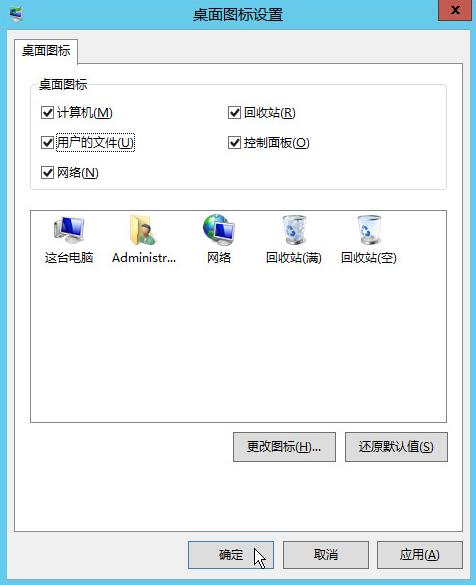 桌面图标设置
x
桌面图标
桌面图标
计算机(M)
回收站(R)
用户的文件(U)
控制面板(O)
网络(N)
这台电脑
Administr...
网络
回收站(满)
回收站(空)
更改图标(H)...
还原默认值(S)
确定
取消
应用(A)